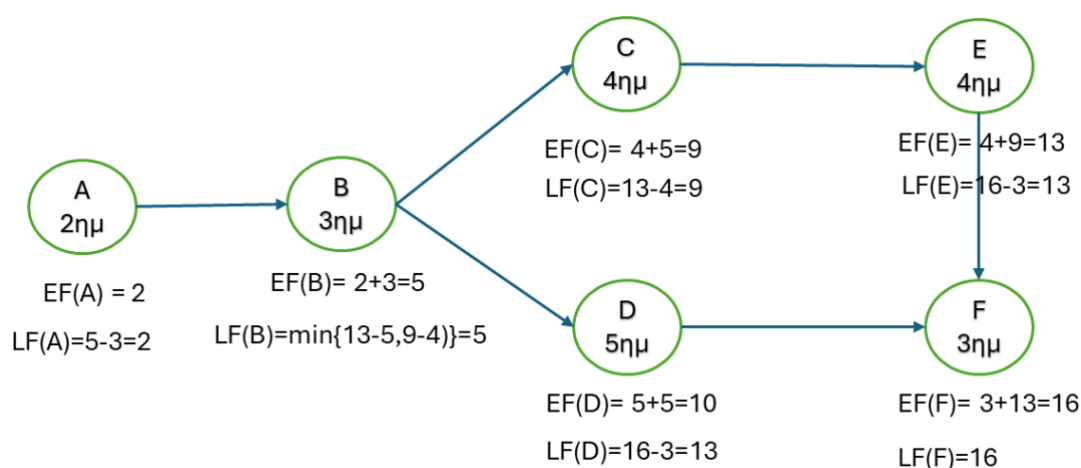 A
2ημ
EF(A) = 2
LF(A)=5-3=2
B
3ημ
EF(B)= 2+3=5
LF(B)=min{13-5,9-4)}=5
C
4ημ
EF(C)= 4+5=9
LF(C)=13-4=9
D
5ημ
EF(D)= 5+5=10
LF(D)=16-3=13
E
4ημ
EF(E)= 4+9=13
LF(E)=16-3=13
F
3ημ
EF(F)= 3+13=16
LF(F)=16